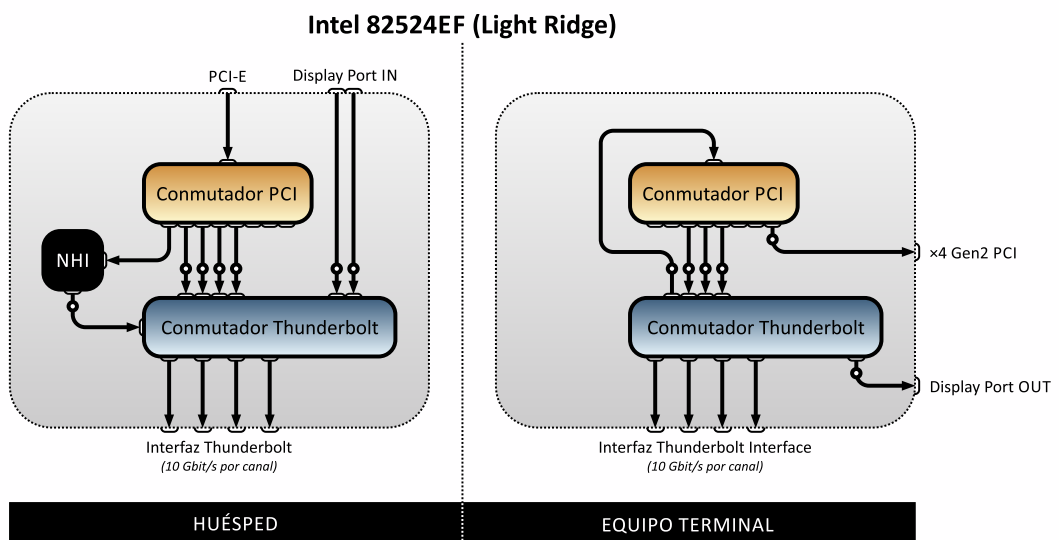 Intel 82524EF (Light Ridge)
PCI-E
Display Port IN
Conmutador PCI
NHI
Conmutador Thunderbolt
Interfaz Thunderbolt
(10 Gbit/s por canal)
HUÉSPED
Conmutador PCI
×4 Gen2 PCI
Conmutador Thunderbolt
Display Port OUT
Interfaz Thunderbolt Interface
(10 Gbit/s por canal)
EQUIPO TERMINAL